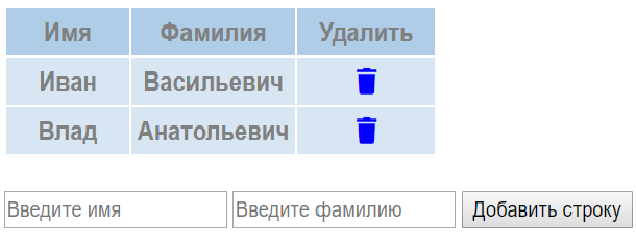 Имя Фамилия Удалить
Иван Васильевич
Влад Анатольевич
Введите имя Введите фамилию Добавить строку